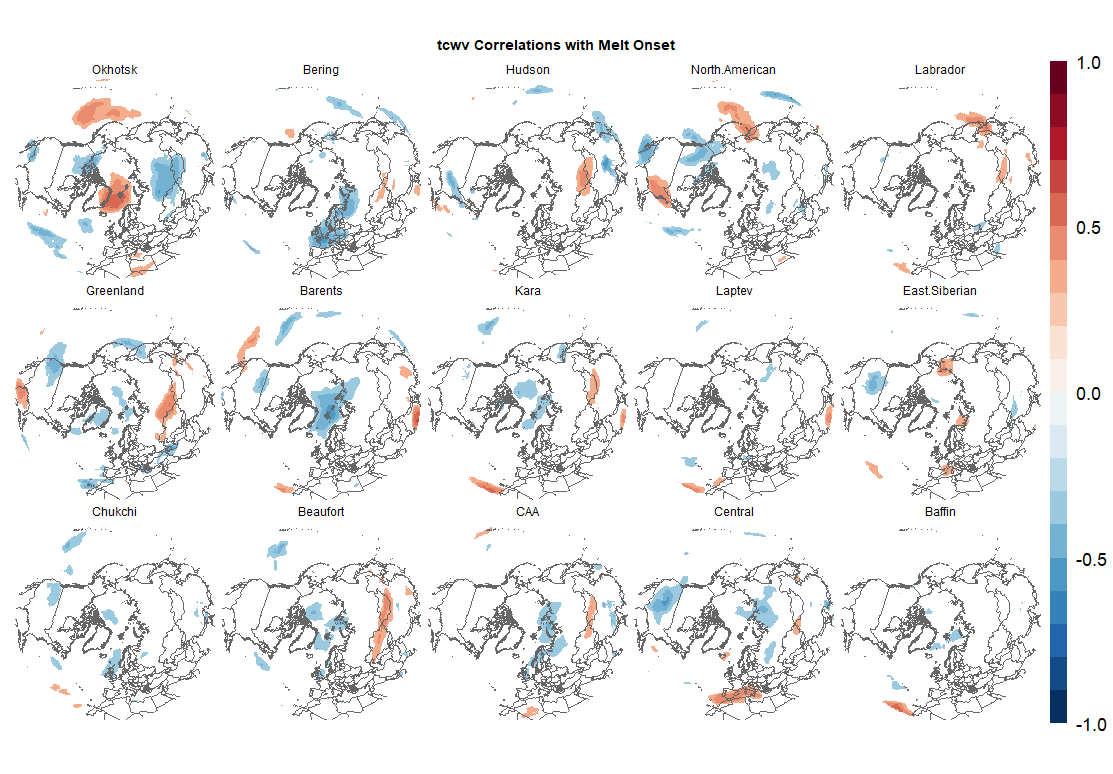 tcwv Correlations with Melt Onset
Okhotsk
Bering
Hudson
North.American
Labrador
Greenland
Barents
Kara
Laptev
East.Siberian
Chukchi
Beaufort
CAA
Central
Baffin
1.0
0.5
0.0
-0.5
-1.0